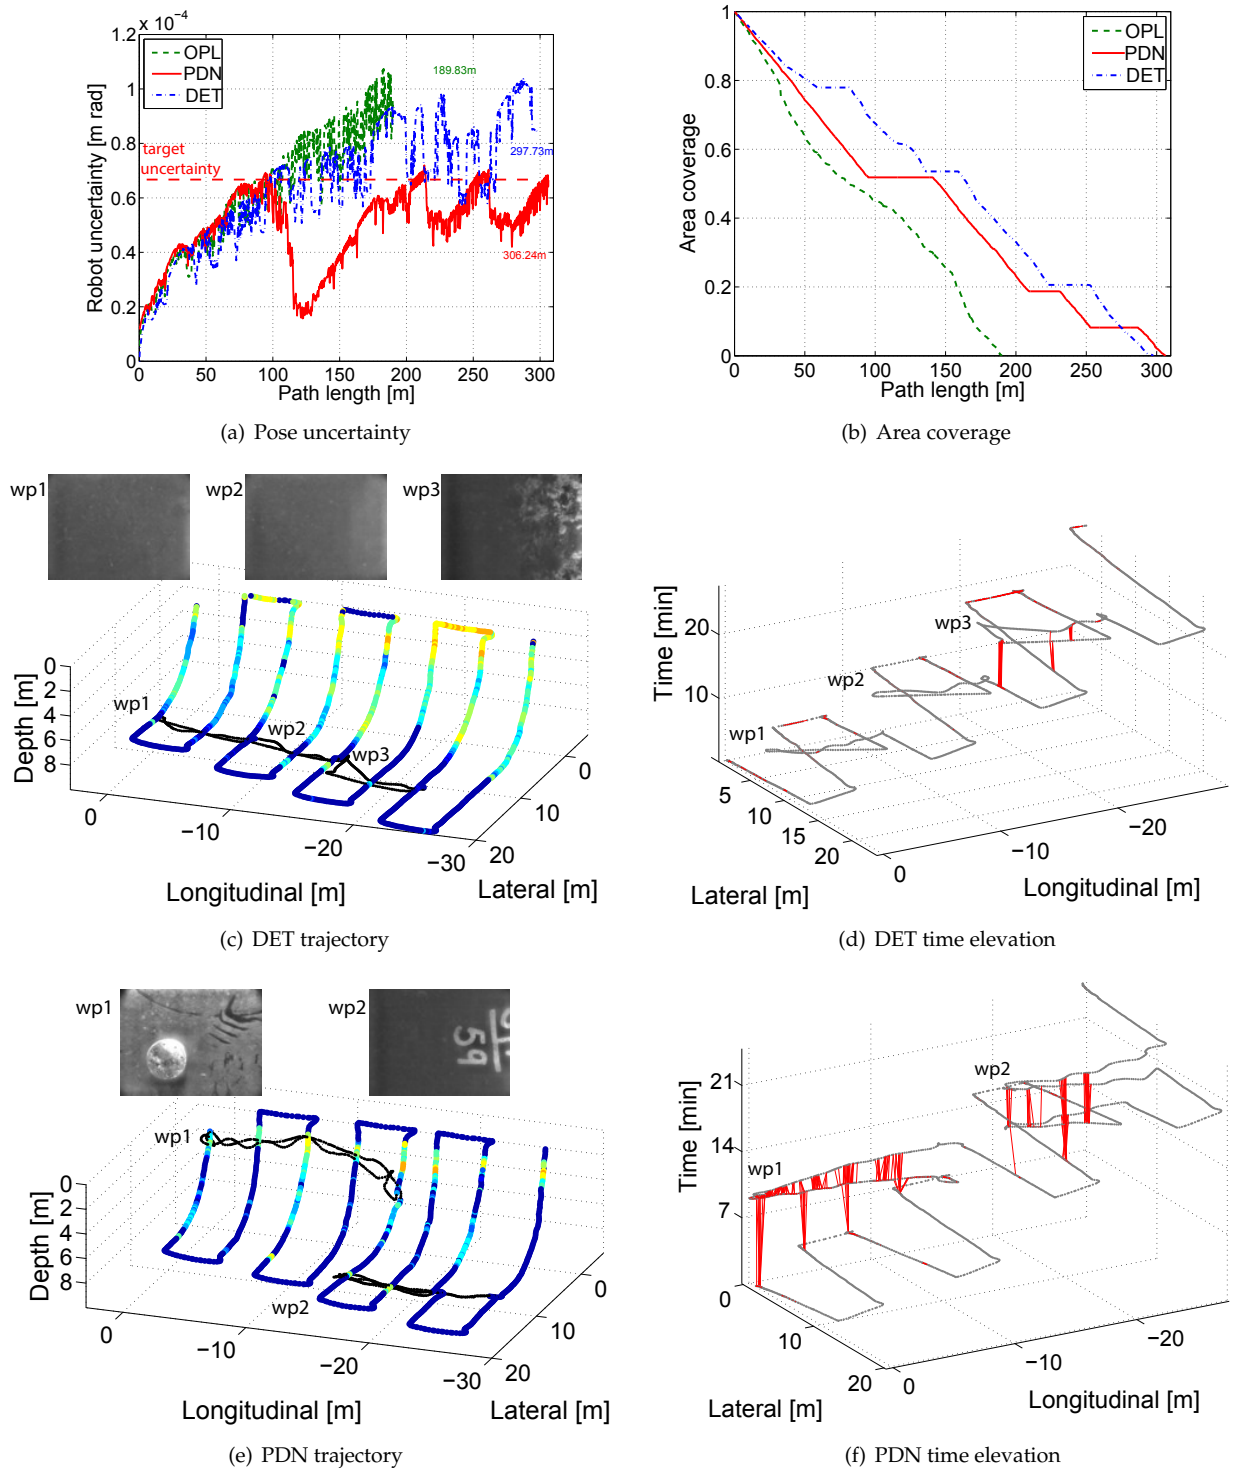 x 10⁻⁴
1.2
1
0.8
0.6
0.4
0.2
0
Robot uncertainty [m rad]
OPL
PDN
DET
189.83m
target
uncertainty
297.73m
306.24m
0 50 100 150 200 250 300
Path length [m]
(a) Pose uncertainty
1
0.8
0.6
0.4
0.2
0
Area coverage
OPL
PDN
DET
0 50 100 150 200 250 300
Path length [m]
(b) Area coverage
wp1 wp2 wp3
wp1
wp2
wp3
0
2
4
6
8
Depth [m]
0 −10 −20 −30
Longitudinal [m]
0
10
20
Lateral [m]
(c) DET trajectory
20
10
Time [min]
wp3
wp2
wp1
5
10
15
20
Lateral [m]
0 −10 −20
Longitudinal [m]
(d) DET time elevation
wp1 wp2
59
wp1
wp2
0
2
4
6
8
Depth [m]
0 −10 −20 −30
Longitudinal [m]
0
10
20
Lateral [m]
(e) PDN trajectory
21
14
7
0
Time [min]
wp2
wp1
10
20
Lateral [m]
0 −10 −20
Longitudinal [m]
(f) PDN time elevation